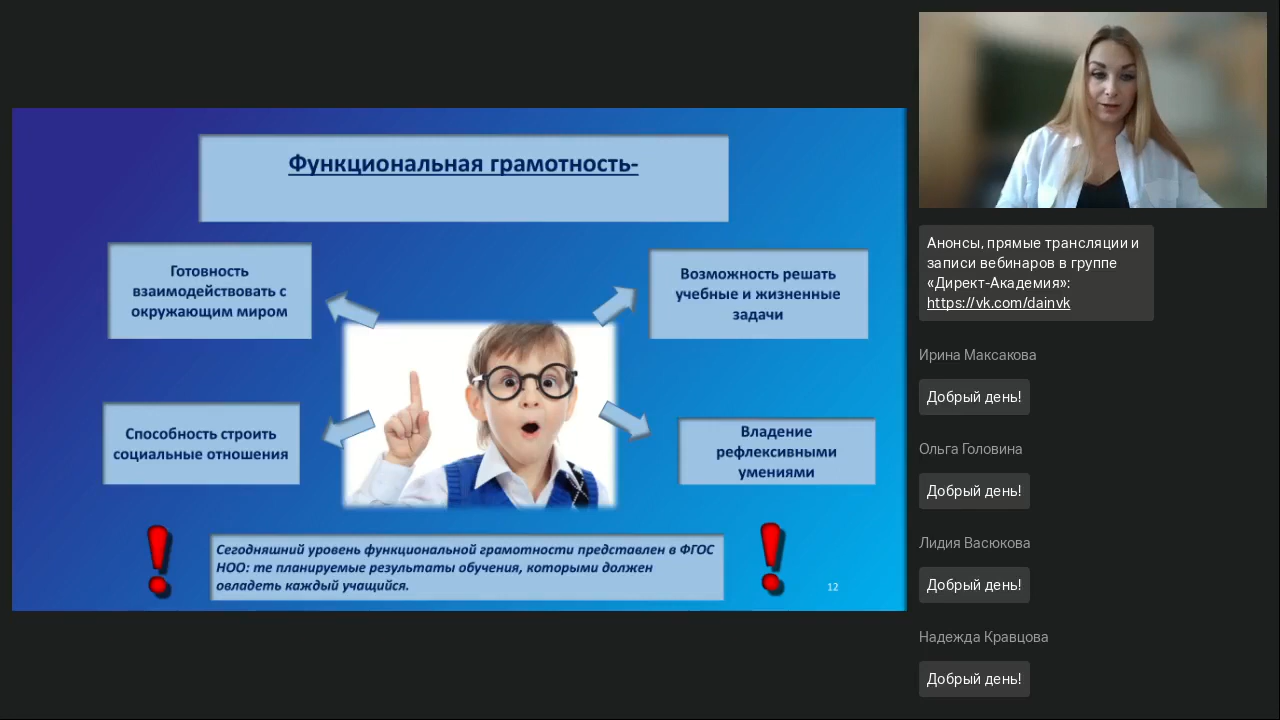 Функциональная грамотность-
Готовность
взаимодействовать с
окружающим миром
Возможность решать
учебные и жизненные
задачи
Способность строить
социальные отношения
Владение
рефлексивными
умениями
Сегодняшний уровень функциональной грамотности представлен в ФГОС
НОО: те планируемые результаты обучения, которыми должен
овладеть каждый учащийся.
12
Анонсы, прямые трансляции и
записи вебинаров в группе
«Директ-Академия»:
https://vk.com/dainvk
Ирина Максакова
Добрый день!
Ольга Головина
Добрый день!
Лидия Васюкова
Добрый день!
Надежда Кравцова
Добрый день!